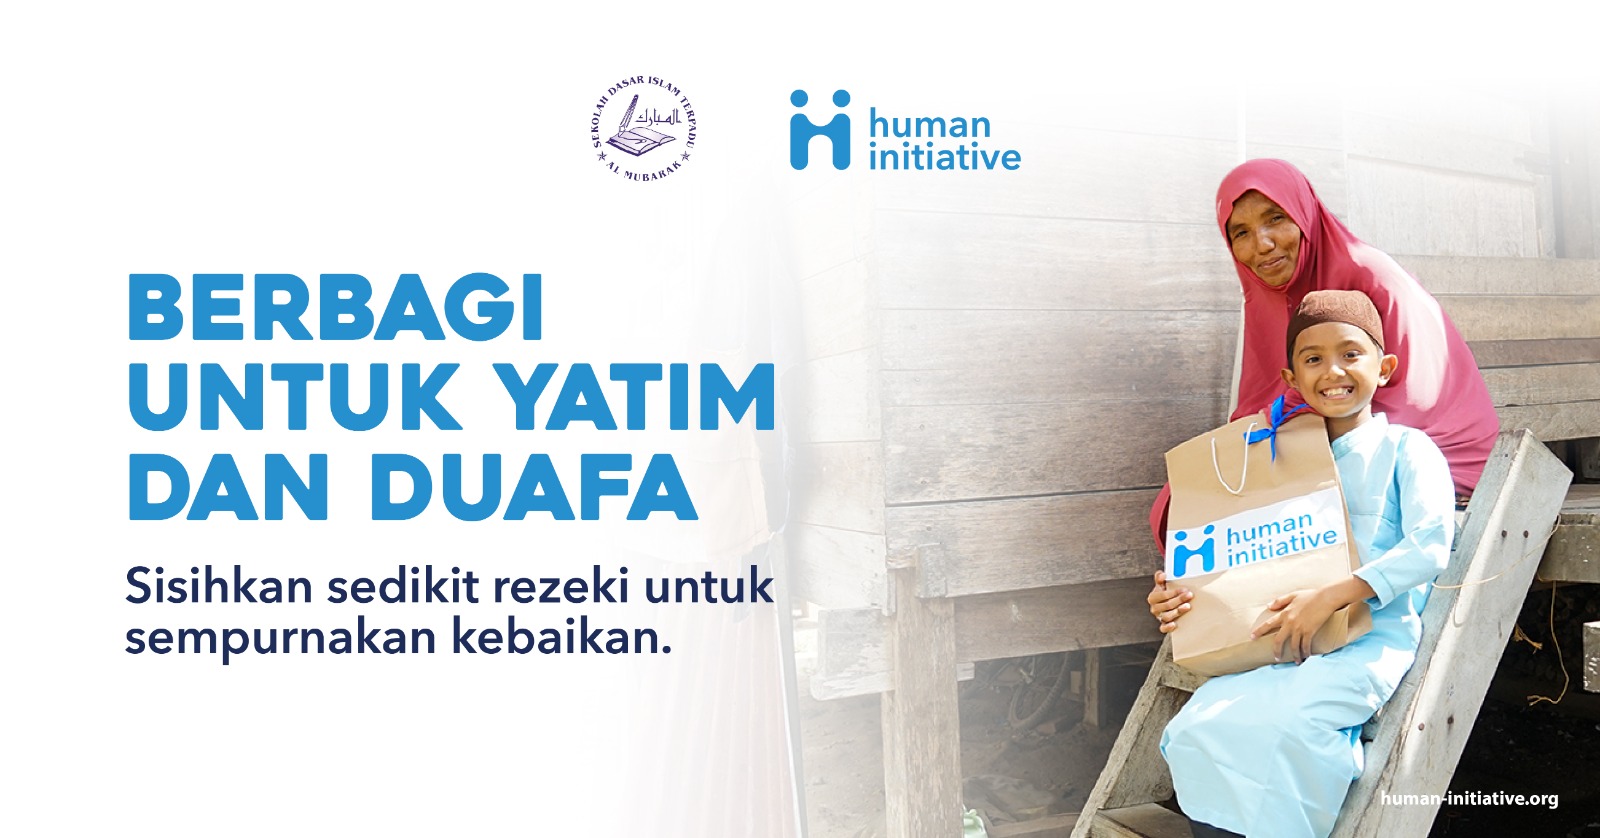 SEKOLAH DASAR ISLAM TERPADU
المبارك
AL MUBARAK
human
initiative
BERBAGI
UNTUK YATIM
DAN DUAFA
Sisihkan sedikit rezeki untuk
sempurnakan kebaikan.
human
initiative
human-initiative.org